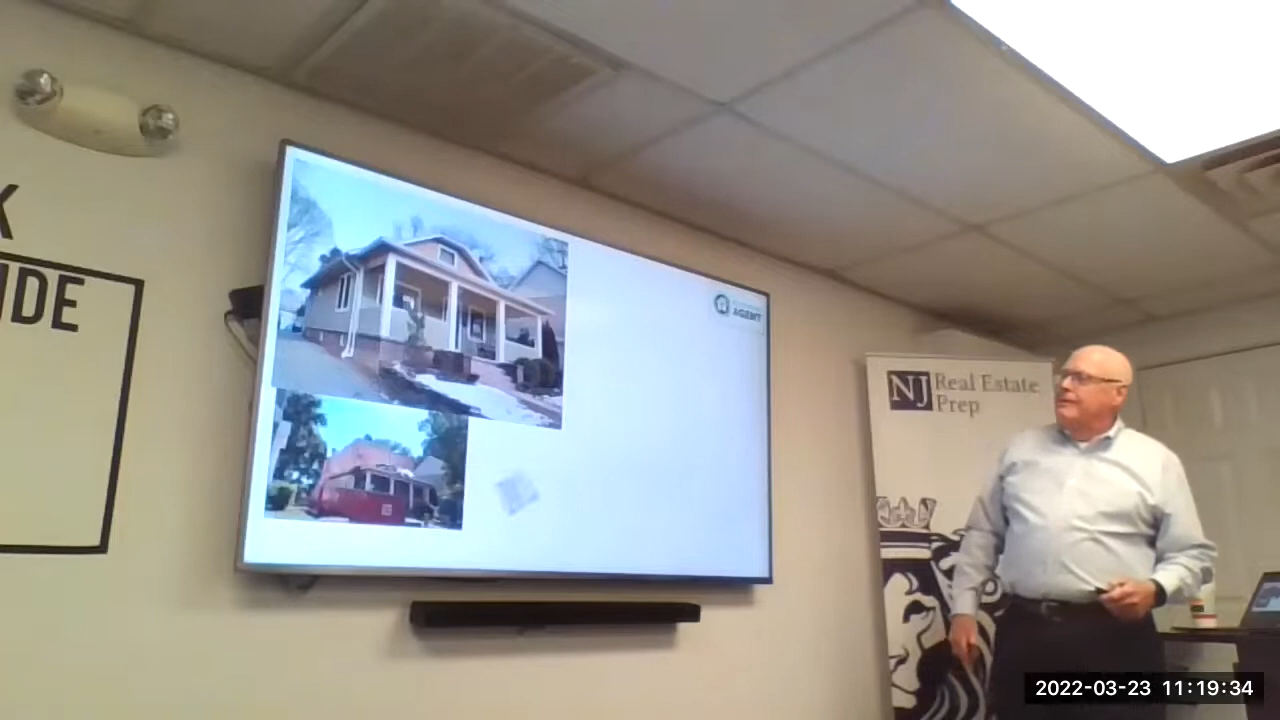 K
IDE
AGENT
NJ Real Estate
Prep
2022-03-23 11:19:34